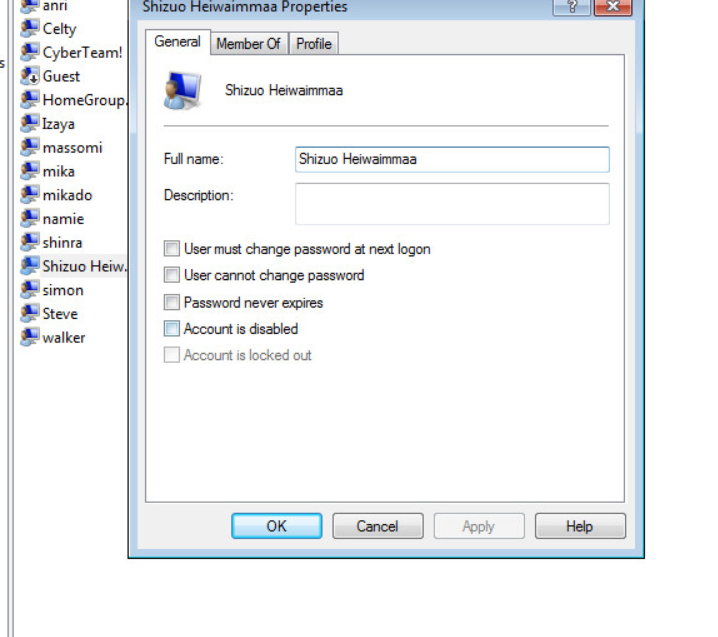 anri
Celty
CyberTeam!
Guest
HomeGroup.
Izaya
massomi
mika
mikado
namie
shinra
Shizuo Heiw.
simon
Steve
walker
s
Shizuo Heiwaimmaa Properties
?
General
Member Of
Profile
Shizuo Heiwaimmaa
Full name:
Shizuo Heiwaimmaa
Description:
User must change password at next logon
User cannot change password
Password never expires
Account is disabled
Account is locked out
OK
Cancel
Apply
Help